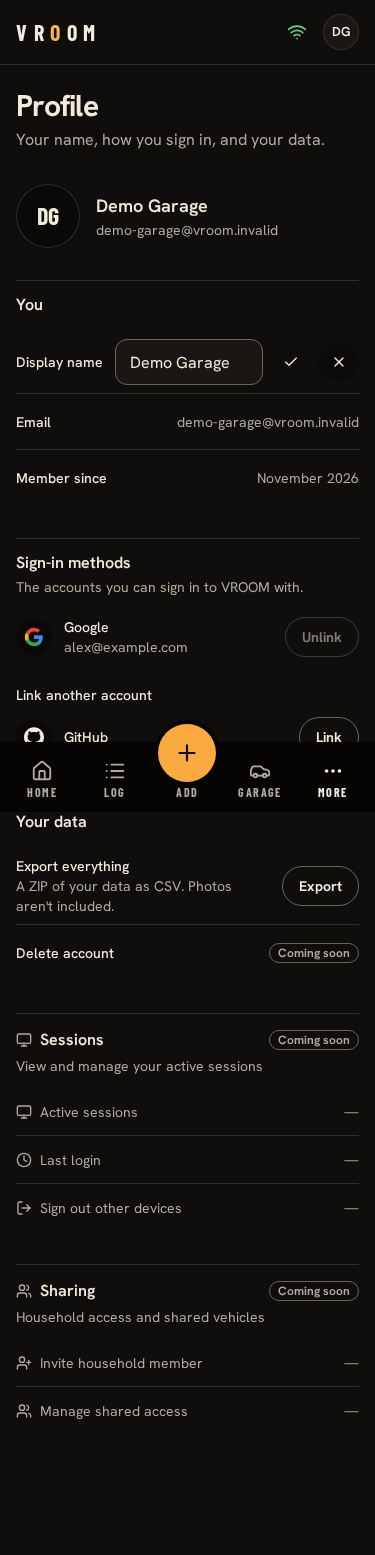 VROOM
DG
Profile
Your name, how you sign in, and your data.
DG
Demo Garage
demo-garage@vroom.invalid
You
Display name
Demo Garage
Email
demo-garage@vroom.invalid
Member since
November 2026
Sign-in methods
The accounts you can sign in to VROOM with.
Google
alex@example.com
Unlink
Link another account
GitHub
Link
HOME
LOG
ADD
GARAGE
MORE
Your data
Export everything
A ZIP of your data as CSV. Photos
aren't included.
Export
Delete account
Coming soon
Sessions
Coming soon
View and manage your active sessions
Active sessions
—
Last login
—
Sign out other devices
—
Sharing
Coming soon
Household access and shared vehicles
Invite household member
—
Manage shared access
—